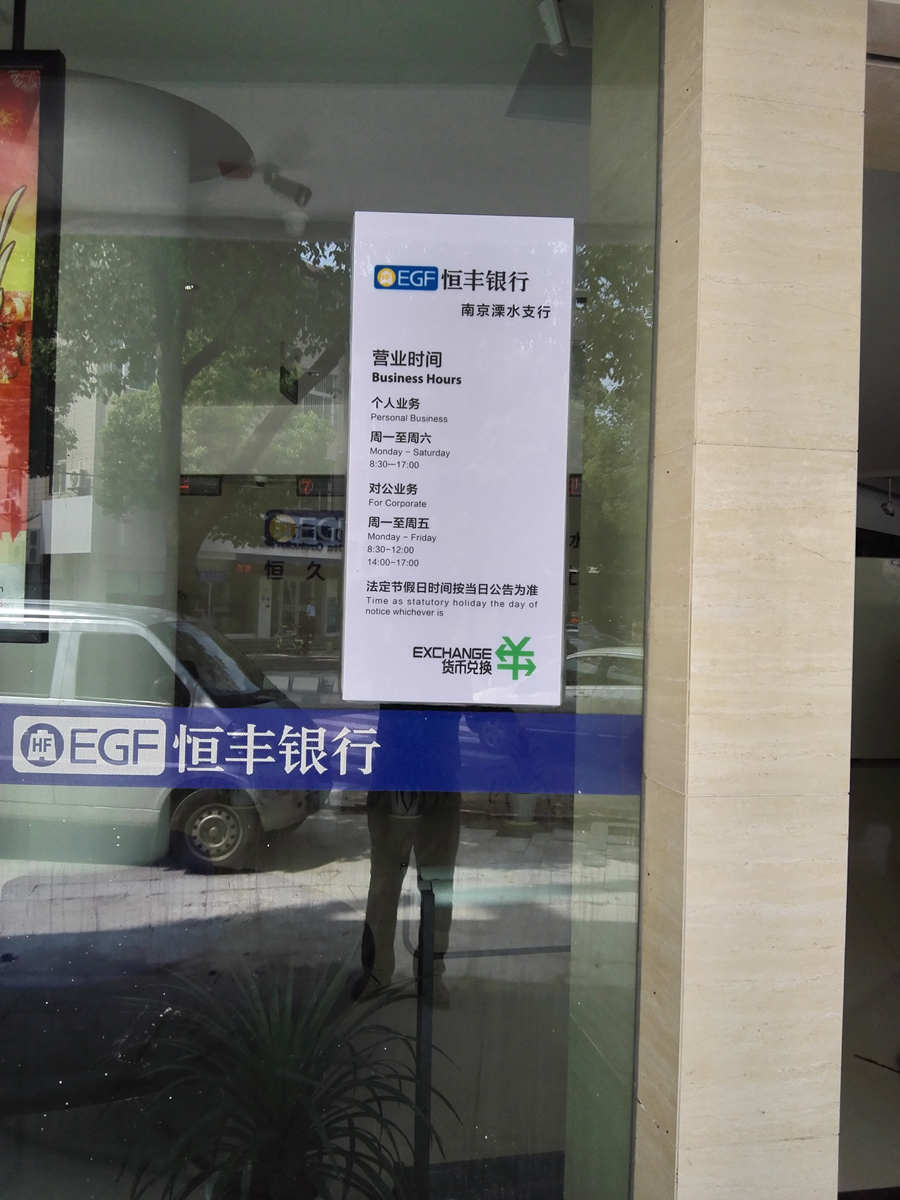 EGF 恒丰银行
南京溧水支行
营业时间
Business Hours
个人业务
Personal Business
周一至周六
Monday - Saturday
8:30—17:00
对公业务
For Corporate
周一至周五
Monday - Friday
8:30-12:00
14:00-17:00
法定节假日时间按当日公告为准
Time as statutory holiday the day of
notice whichever is
EXCHANGE
货币兑换
HF EGF 恒丰银行
EGF
恒 久